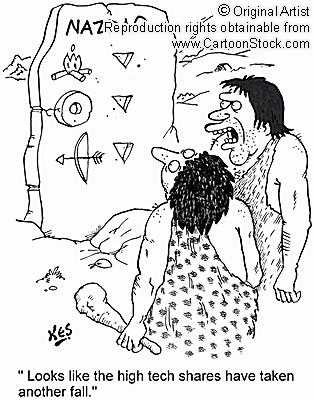 © Original Artist
Reproduction rights obtainable from
www.CartoonStock.com
KES
" Looks like the high tech shares have taken
another fall."